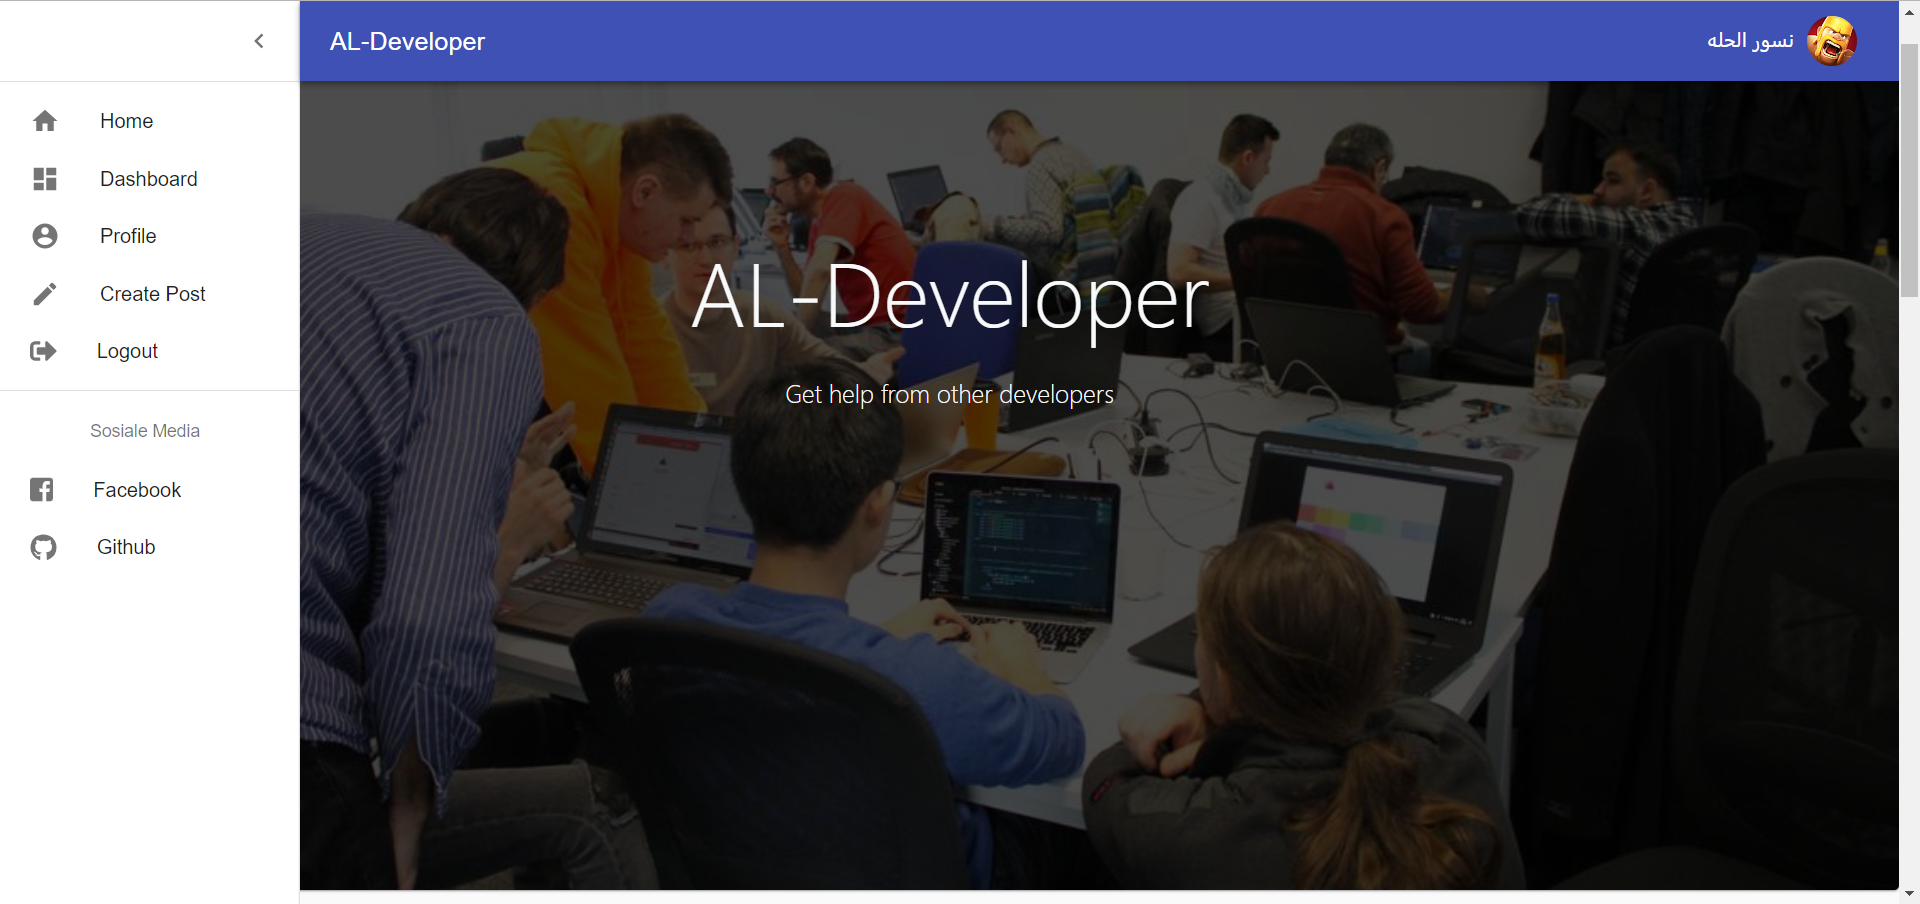 AL-Developer
نسور الحله
Home
Dashboard
Profile
Create Post
Logout
Sosiale Media
Facebook
Github
AL-Developer
Get help from other developers